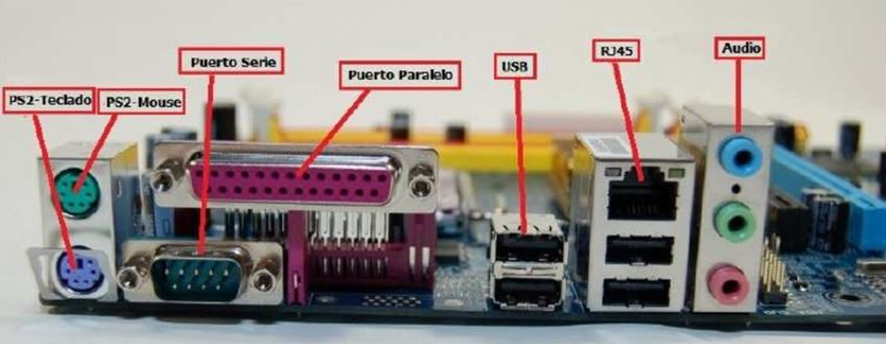 PS2-Teclado
PS2-Mouse
Puerto Serie
Puerto Paralelo
USB
RJ45
Audio